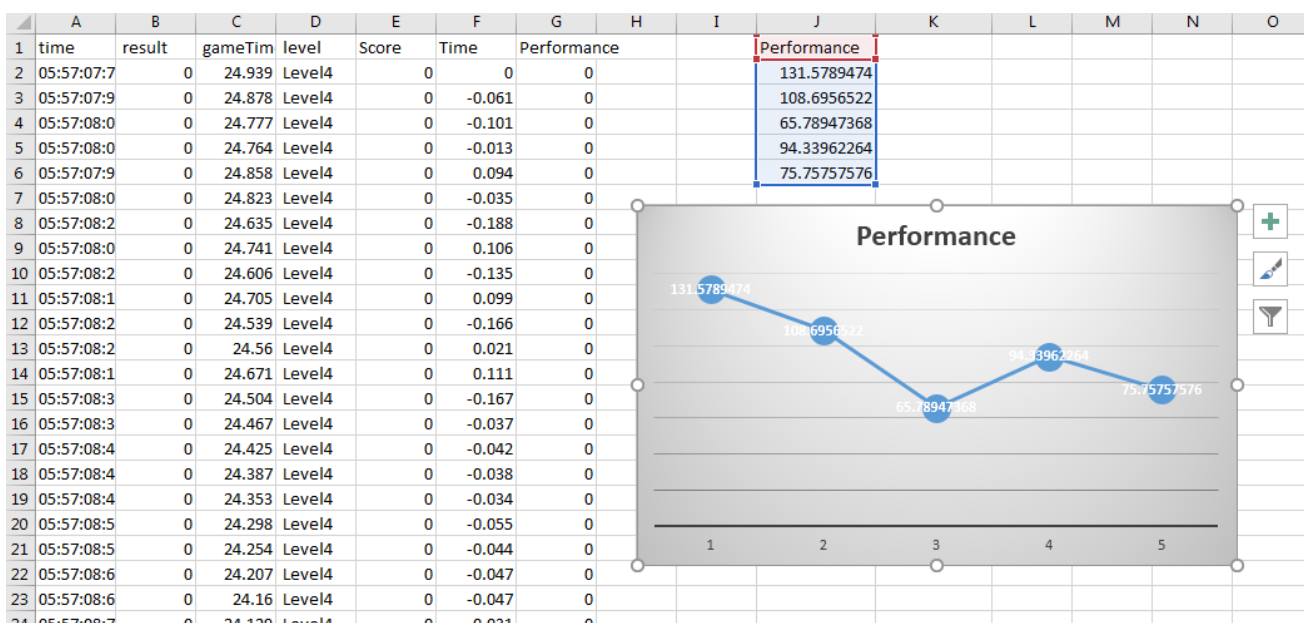 A B C D E F G H I J K L M N O
1 time result gameTim level Score Time Performance Performance
2 05:57:07:7 0 24.939 Level4 0 0 0 131.5789474
3 05:57:07:9 0 24.878 Level4 0 -0.061 0 108.6956522
4 05:57:08:0 0 24.777 Level4 0 -0.101 0 65.78947368
5 05:57:08:0 0 24.764 Level4 0 -0.013 0 94.33962264
6 05:57:07:9 0 24.858 Level4 0 0.094 0 75.75757576
7 05:57:08:0 0 24.823 Level4 0 -0.035 0
8 05:57:08:2 0 24.635 Level4 0 -0.188 0
9 05:57:08:0 0 24.741 Level4 0 0.106 0
10 05:57:08:2 0 24.606 Level4 0 -0.135 0
11 05:57:08:1 0 24.705 Level4 0 0.099 0
12 05:57:08:2 0 24.539 Level4 0 -0.166 0
13 05:57:08:2 0 24.56 Level4 0 0.021 0
14 05:57:08:1 0 24.671 Level4 0 0.111 0
15 05:57:08:3 0 24.504 Level4 0 -0.167 0
16 05:57:08:3 0 24.467 Level4 0 -0.037 0
17 05:57:08:4 0 24.425 Level4 0 -0.042 0
18 05:57:08:4 0 24.387 Level4 0 -0.038 0
19 05:57:08:4 0 24.353 Level4 0 -0.034 0
20 05:57:08:5 0 24.298 Level4 0 -0.055 0
21 05:57:08:5 0 24.254 Level4 0 -0.044 0
22 05:57:08:6 0 24.207 Level4 0 -0.047 0
23 05:57:08:6 0 24.16 Level4 0 -0.047 0
Performance
131.5789474
108.6956522
65.78947368
94.33962264
75.75757576
1 2 3 4 5